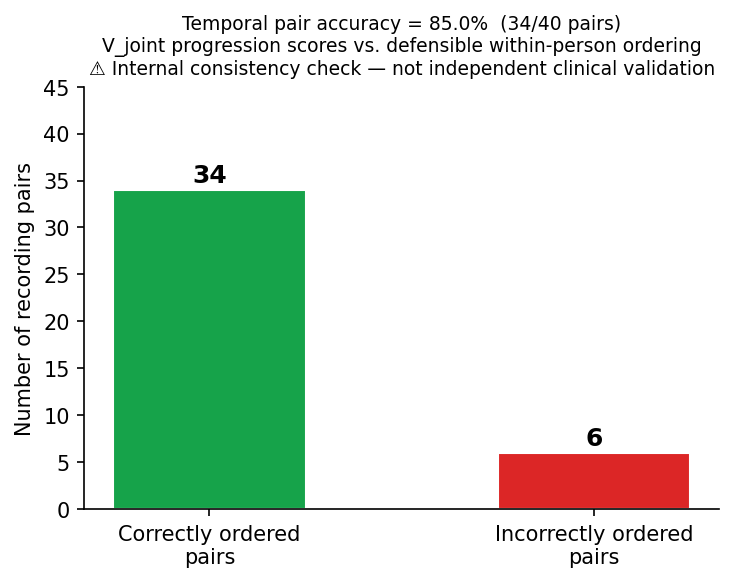 Temporal pair accuracy = 85.0%  (34/40 pairs)
V_joint progression scores vs. defensible within-person ordering
⚠ Internal consistency check — not independent clinical validation
Number of recording pairs
45
40
35
30
25
20
15
10
5
0
34
6
Correctly ordered
pairs
Incorrectly ordered
pairs